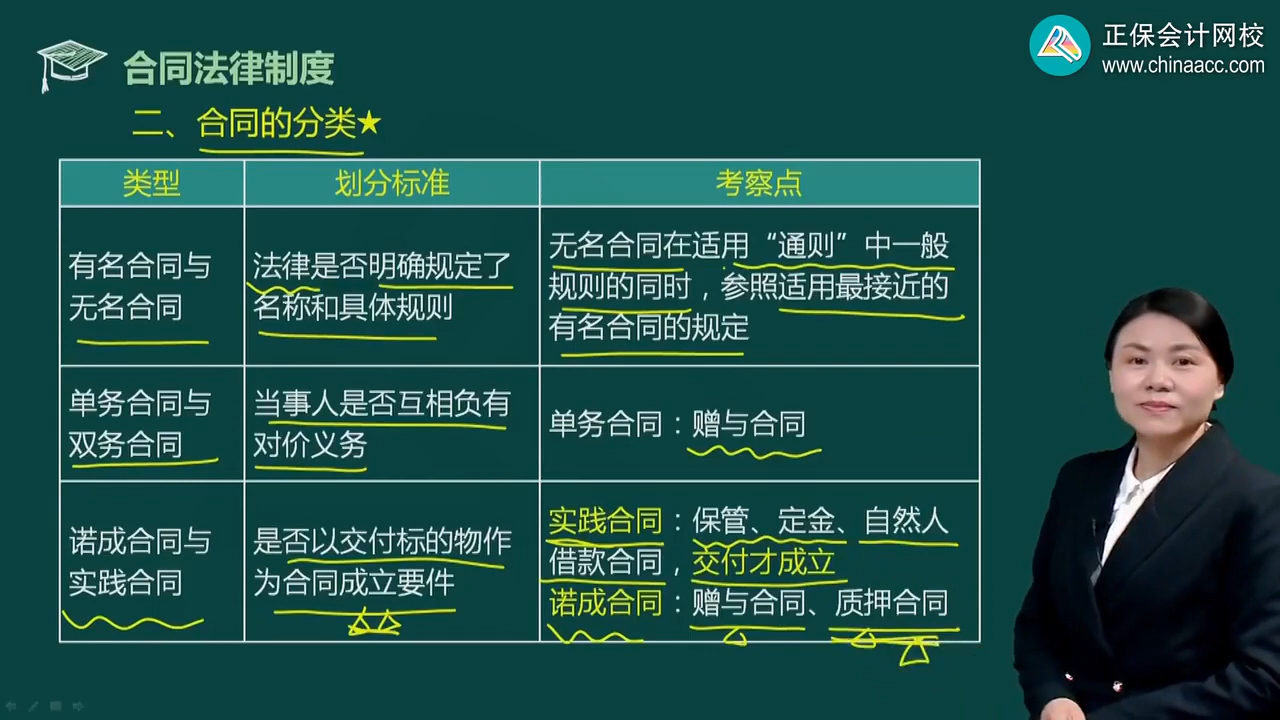 正保会计网校
www.chinaacc.com
合同法律制度
二、合同的分类★
类型
划分标准
考察点
有名合同与
无名合同
法律是否明确规定了
名称和具体规则
无名合同在适用“通则”中一般
规则的同时，参照适用最接近的
有名合同的规定
单务合同与
双务合同
当事人是否互相负有
对价义务
单务合同：赠与合同
诺成合同与
实践合同
是否以交付标的物作
为合同成立要件
实践合同：保管、定金、自然人
借款合同，交付才成立
诺成合同：赠与合同、质押合同